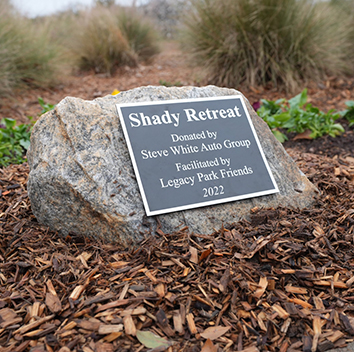 Shady Retreat
Donated by
Steve White Auto Group
Facilitated by
Legacy Park Friends
2022